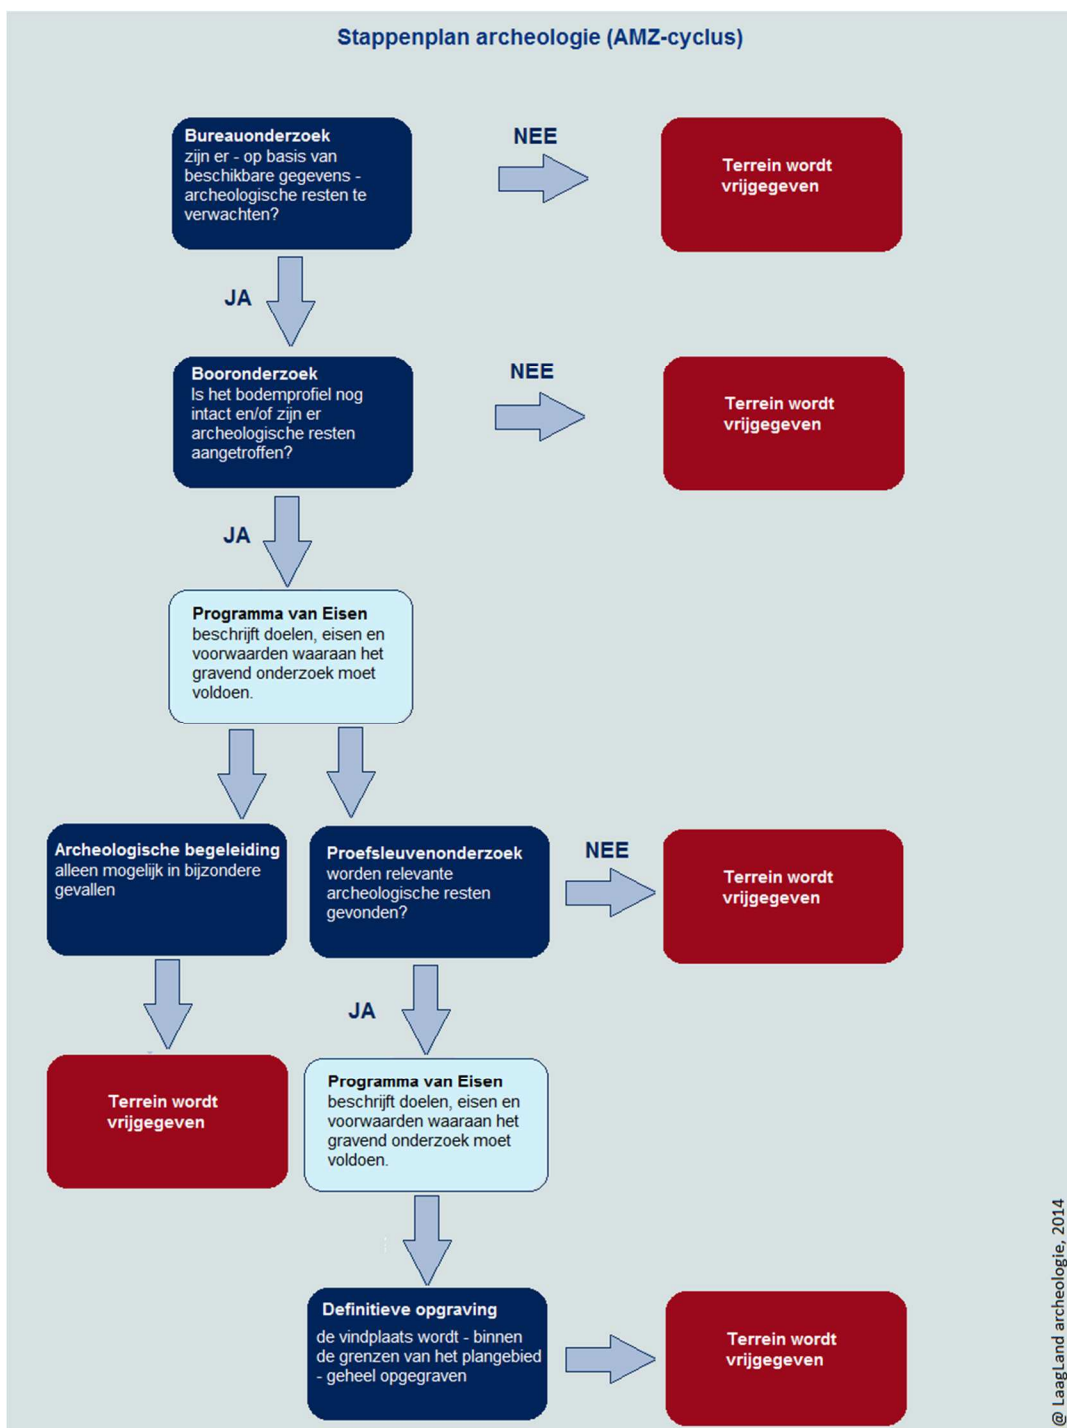 Stappenplan archeologie (AMZ-cyclus)
Bureauonderzoek
zijn er - op basis van
beschikbare gegevens -
archeologische resten te
verwachten?
NEE
Terrein wordt
vrijgegeven
JA
Booronderzoek
Is het bodemprofiel nog
intact en/of zijn er
archeologische resten
aangetroffen?
NEE
Terrein wordt
vrijgegeven
JA
Programma van Eisen
beschrijft doelen, eisen en
voorwaarden waaraan het
gravend onderzoek moet
voldoen.
Archeologische begeleiding
alleen mogelijk in bijzondere
gevallen
Proefsleuvenonderzoek
worden relevante
archeologische resten
gevonden?
NEE
Terrein wordt
vrijgegeven
JA
Terrein wordt
vrijgegeven
Programma van Eisen
beschrijft doelen, eisen en
voorwaarden waaraan het
gravend onderzoek moet
voldoen.
Definitieve opgraving
de vindplaats wordt - binnen
de grenzen van het plangebied
- geheel opgegraven
Terrein wordt
vrijgegeven
@ LaagLand archeologie, 2014